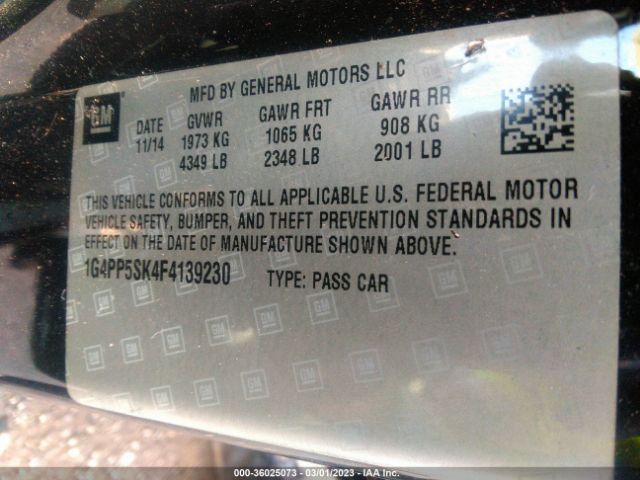 GM
MFD BY GENERAL MOTORS LLC
DATE GVWR GAWR FRT GAWR RR
11/14 1973 KG 1065 KG 908 KG
4349 LB 2348 LB 2001 LB
THIS VEHICLE CONFORMS TO ALL APPLICABLE U.S. FEDERAL MOTOR
VEHICLE SAFETY, BUMPER, AND THEFT PREVENTION STANDARDS IN
EFFECT ON THE DATE OF MANUFACTURE SHOWN ABOVE.
1G4PP5SK4F4139230 TYPE: PASS CAR
000-36025073 — 03/01/2023 — IAA Inc.